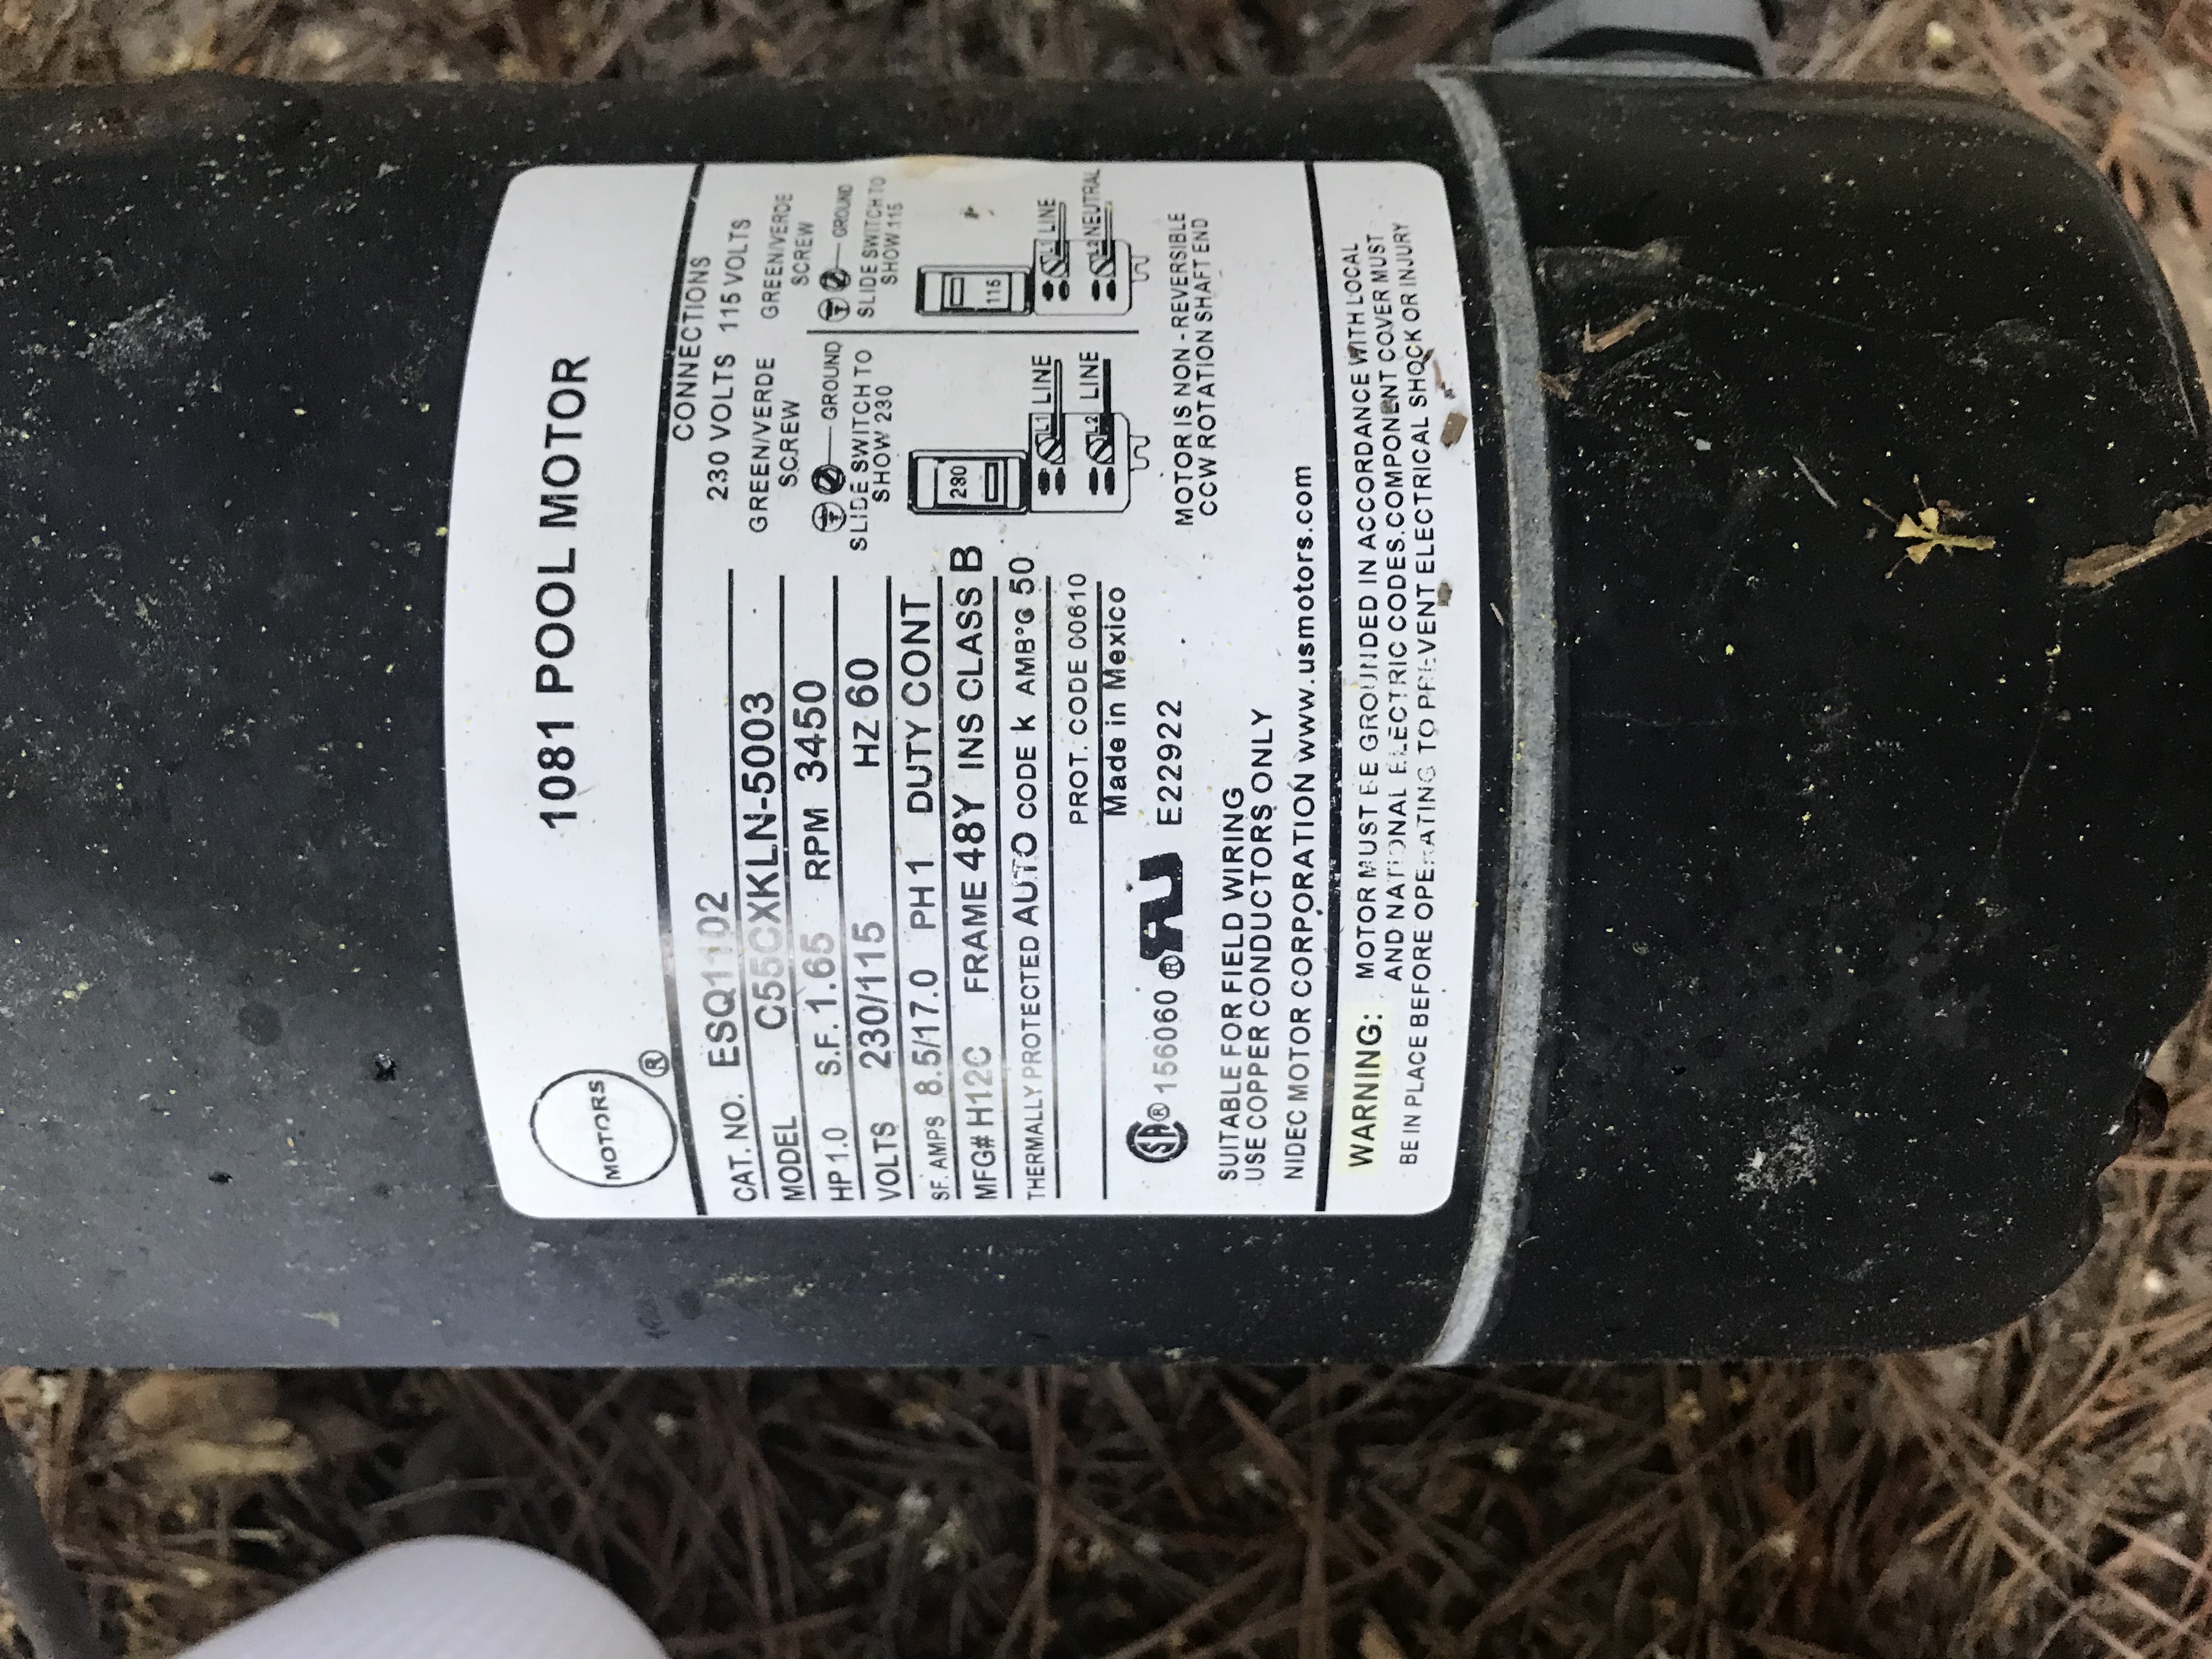 1081 POOL MOTOR
MOTORS ®
CAT. NO. ESQ1102
MODEL C55CXKLN-5003
HP 1.0 S.F. 1.65 RPM 3450
VOLTS 230/115 HZ 60
SF. AMPS 8.5/17.0 PH 1 DUTY CONT
MFG# H12C FRAME 48Y INS CLASS B
THERMALLY PROTECTED AUTO CODE k AMB°C 50
PROT. CODE 00610
Made in Mexico
SA® 156060 ® E22922
SUITABLE FOR FIELD WIRING
USE COPPER CONDUCTORS ONLY
NIDEC MOTOR CORPORATION www.usmotors.com
CONNECTIONS
230 VOLTS 115 VOLTS
GREEN/VERDE
SCREW
GROUND
SLIDE SWITCH TO
SHOW 230
230
L1 LINE
L2 LINE
GREEN/VERDE
SCREW
GROUND
SLIDE SWITCH TO
SHOW 115
115
L1 LINE
L2 NEUTRAL
MOTOR IS NON - REVERSIBLE
CCW ROTATION SHAFT END
WARNING: MOTOR MUST BE GROUNDED IN ACCORDANCE WITH LOCAL
AND NATIONAL ELECTRIC CODES. COMPONENT COVER MUST
BE IN PLACE BEFORE OPERATING TO PREVENT ELECTRICAL SHOCK OR INJURY